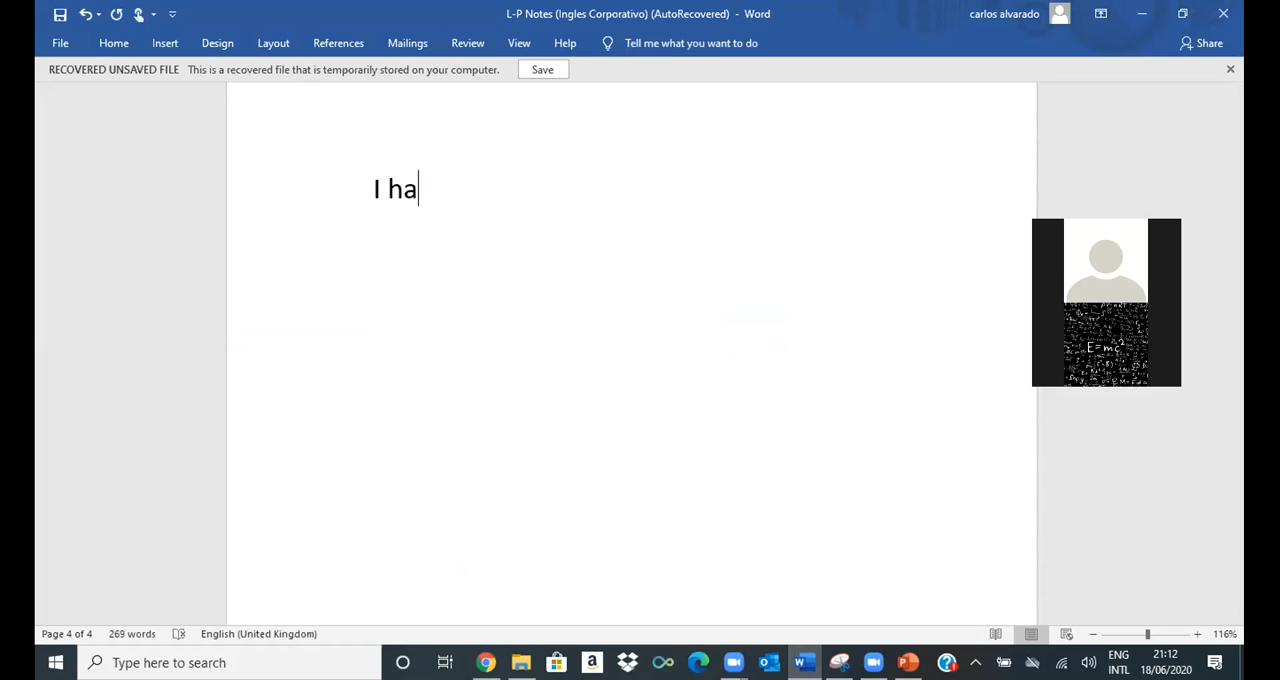 L-P Notes (Ingles Corporativo) (AutoRecovered) - Word
carlos alvarado
File Home Insert Design Layout References Mailings Review View Help Tell me what you want to do Share
RECOVERED UNSAVED FILE This is a recovered file that is temporarily stored on your computer. Save
I ha
E=mc²
Page 4 of 4 269 words English (United Kingdom) 116%
Type here to search
ENG
INTL
21:12
18/06/2020